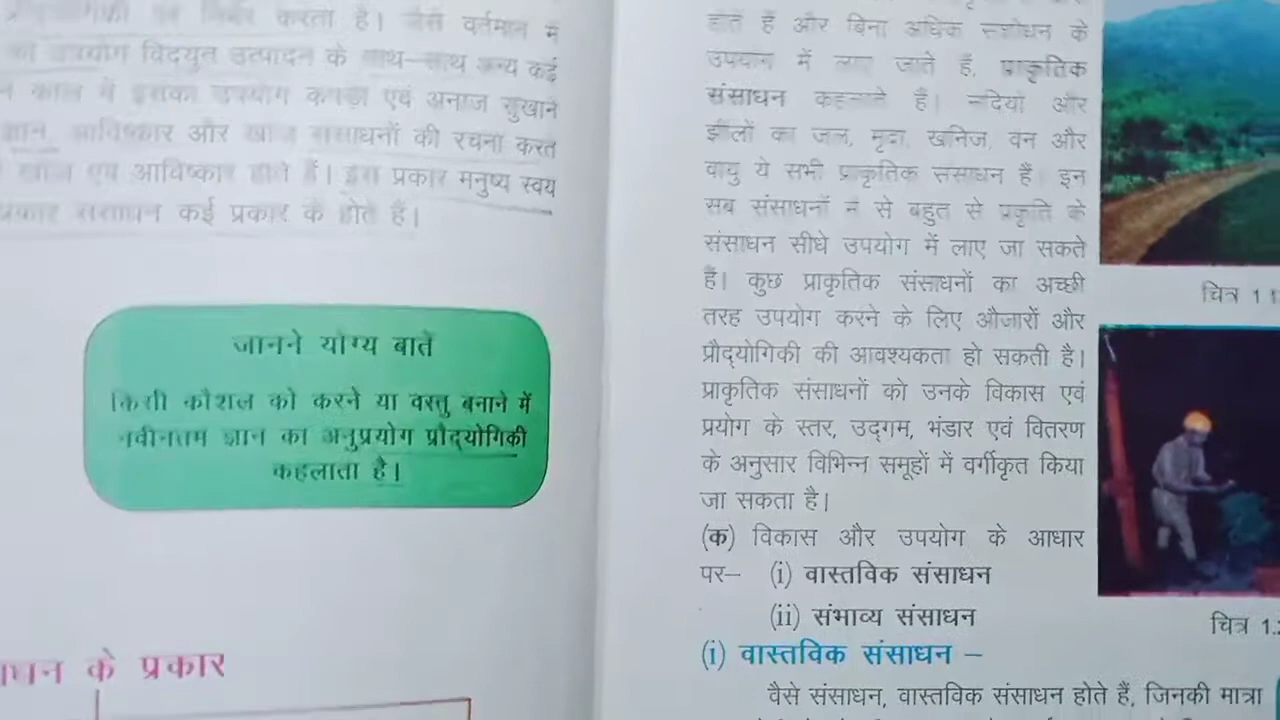 निर्भर करता है। जैसे वर्तमान में
उपयोग विद्युत उत्पादन के साथ–साथ अन्य कई
काल में इसका उपयोग कपड़ा एवं अनाज सुखाने
ज्ञान, आविष्कार और खोज संसाधनों की रचना करते
खोज एवं आविष्कार होते हैं। इस प्रकार मनुष्य स्वयं
प्रकार संसाधन कई प्रकार के होते हैं।
जानने योग्य बातें
किसी कौशल को करने या वस्तु बनाने में
नवीनतम ज्ञान का अनुप्रयोग प्रौद्योगिकी
कहलाता है।
के प्रकार
होते हैं और बिना अधिक संशोधन के
उपयोग में लाए जाते हैं, प्राकृतिक
संसाधन कहलाते हैं। नदियों और
झीलों का जल, मृदा, खनिज, वन और
वायु ये सभी प्राकृतिक संसाधन हैं। इन
सब संसाधनों में से बहुत से प्रकृति के
संसाधन सीधे उपयोग में लाए जा सकते
हैं। कुछ प्राकृतिक संसाधनों का अच्छी
तरह उपयोग करने के लिए औजारों और
प्रौद्योगिकी की आवश्यकता हो सकती है।
प्राकृतिक संसाधनों को उनके विकास एवं
प्रयोग के स्तर, उद्गम, भंडार एवं वितरण
के अनुसार विभिन्न समूहों में वर्गीकृत किया
जा सकता है।
(क) विकास और उपयोग के आधार
पर– (i) वास्तविक संसाधन
(ii) संभाव्य संसाधन
(i) वास्तविक संसाधन –
वैसे संसाधन, वास्तविक संसाधन होते हैं, जिनकी मात्रा
चित्र 1.1
चित्र 1.